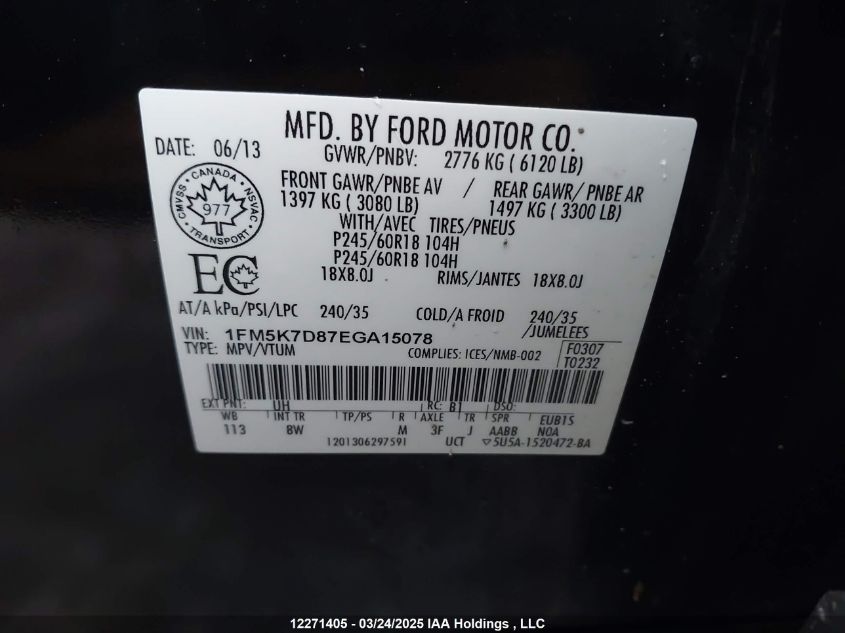 MFD. BY FORD MOTOR CO.
DATE: 06/13
GVWR/PNBV: 2776 KG ( 6120 LB)
FRONT GAWR/PNBE AV / REAR GAWR/ PNBE AR
1397 KG ( 3080 LB) 1497 KG ( 3300 LB)
WITH/AVEC TIRES/PNEUS
P245/60R18 104H
P245/60R18 104H
18X8.0J RIMS/JANTES 18X8.0J
CANADA
CMVSS 977 NSVAC
TRANSPORT
EC
AT/A kPa/PSI/LPC 240/35 COLD/A FROID 240/35
/JUMELEES
VIN: 1FM5K7D87EGA15078
TYPE: MPV/VTUM COMPLIES: ICES/NMB-002
F0307
T0232
EXT PNT: UH RC: B1 DSO:
WB INT TR TP/PS R AXLE TR SPR EUB1S
113 8W M 3F J AABB N0A
1201306297591 UCT ▽5U5A-1520472-BA
12271405 - 03/24/2025 IAA Holdings , LLC